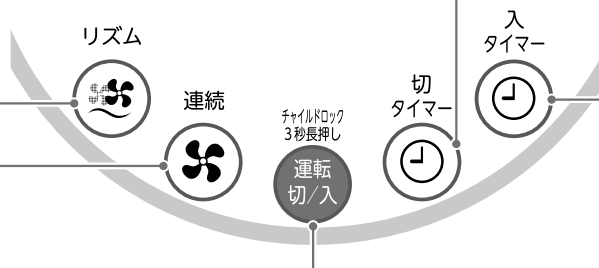 リズム
連続
チャイルドロック
3秒長押し
運転
切/入
切
タイマー
入
タイマー